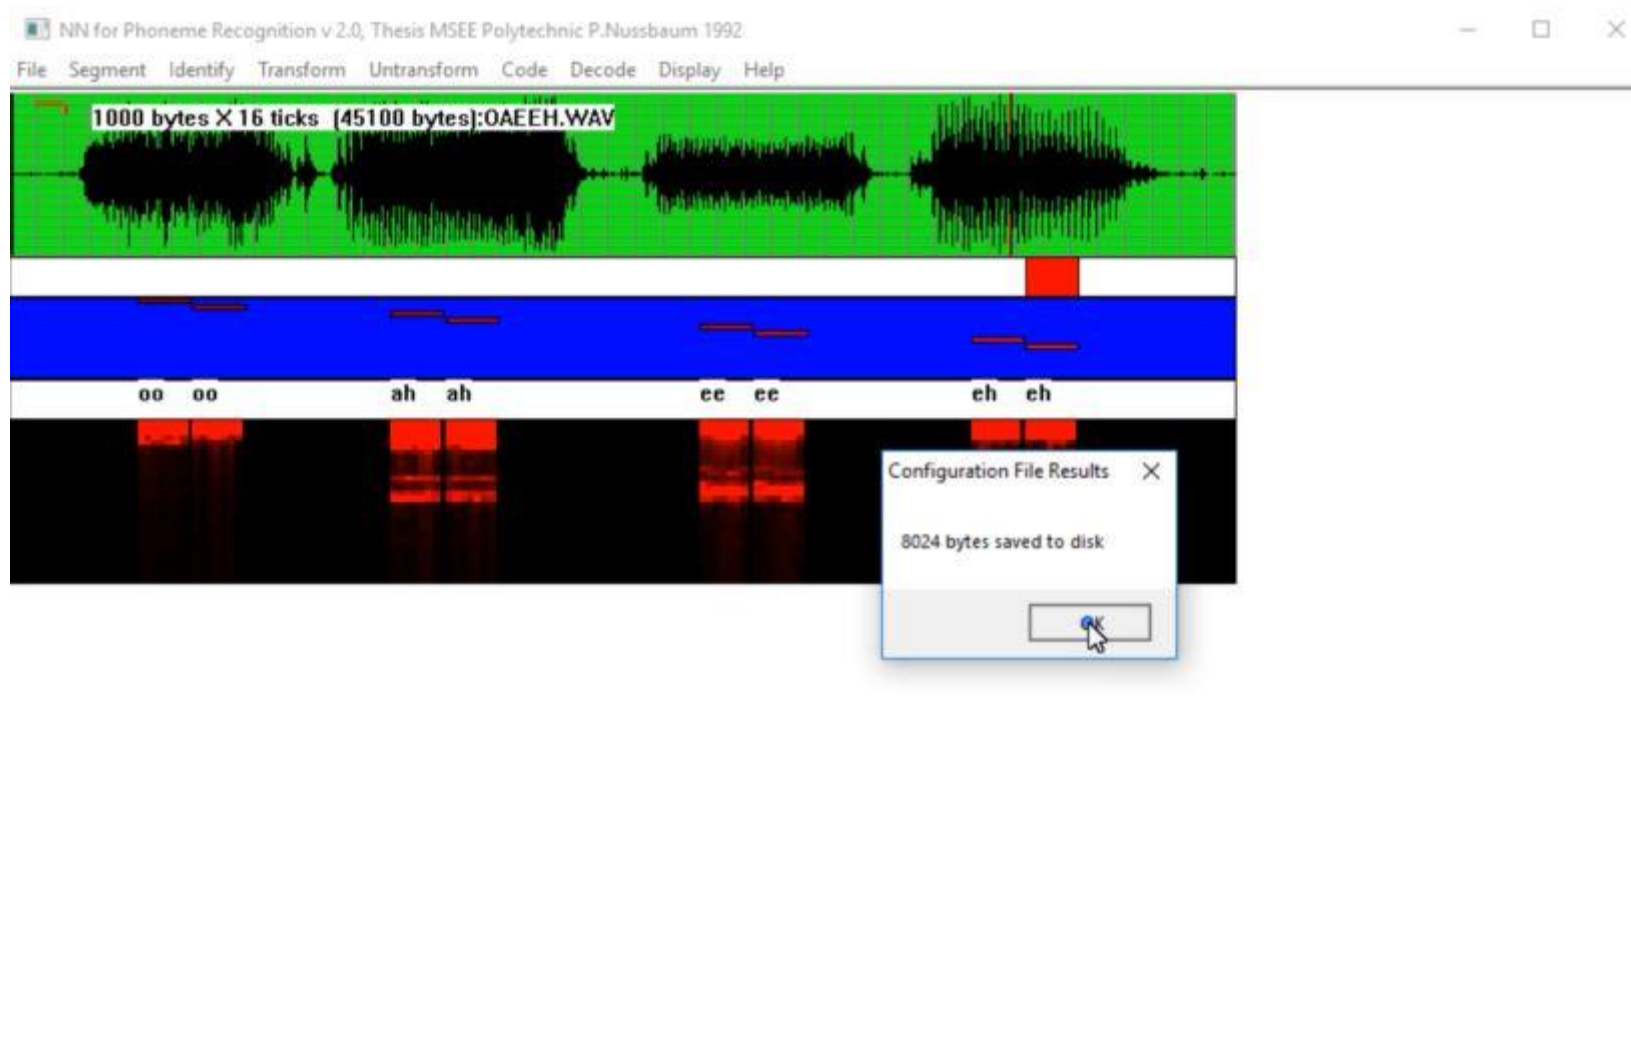 NN for Phoneme Recognition v 2.0, Thesis MSEE Polytechnic P.Nussbaum 1992
File Segment Identify Transform Untransform Code Decode Display Help
1000 bytes X 16 ticks (45100 bytes):OAEEH.WAV
oo oo ah ah ee ee eh eh
Configuration File Results
8024 bytes saved to disk
OK